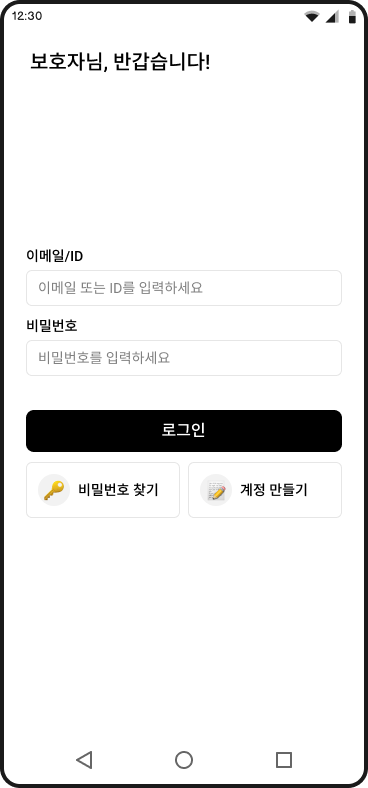 12:30
보호자님, 반갑습니다!
이메일/ID
이메일 또는 ID를 입력하세요
비밀번호
비밀번호를 입력하세요
로그인
비밀번호 찾기
계정 만들기